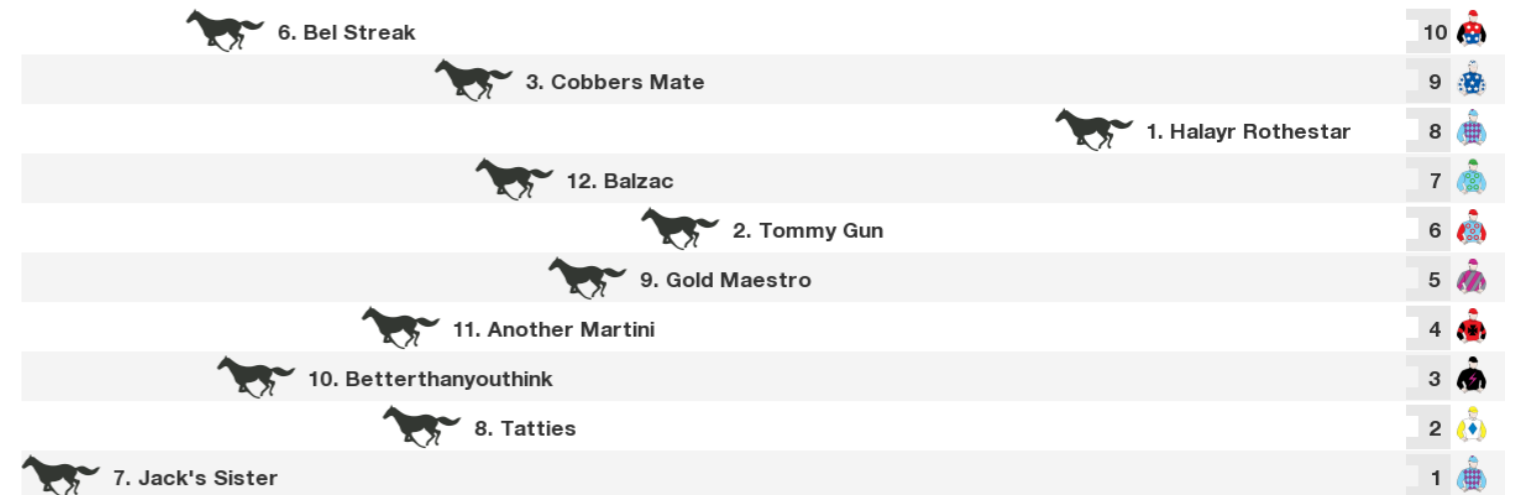 6. Bel Streak 10
3. Cobbers Mate 9
1. Halayr Rothestar 8
12. Balzac 7
2. Tommy Gun 6
9. Gold Maestro 5
11. Another Martini 4
10. Betterthanyouthink 3
8. Tatties 2
7. Jack's Sister 1